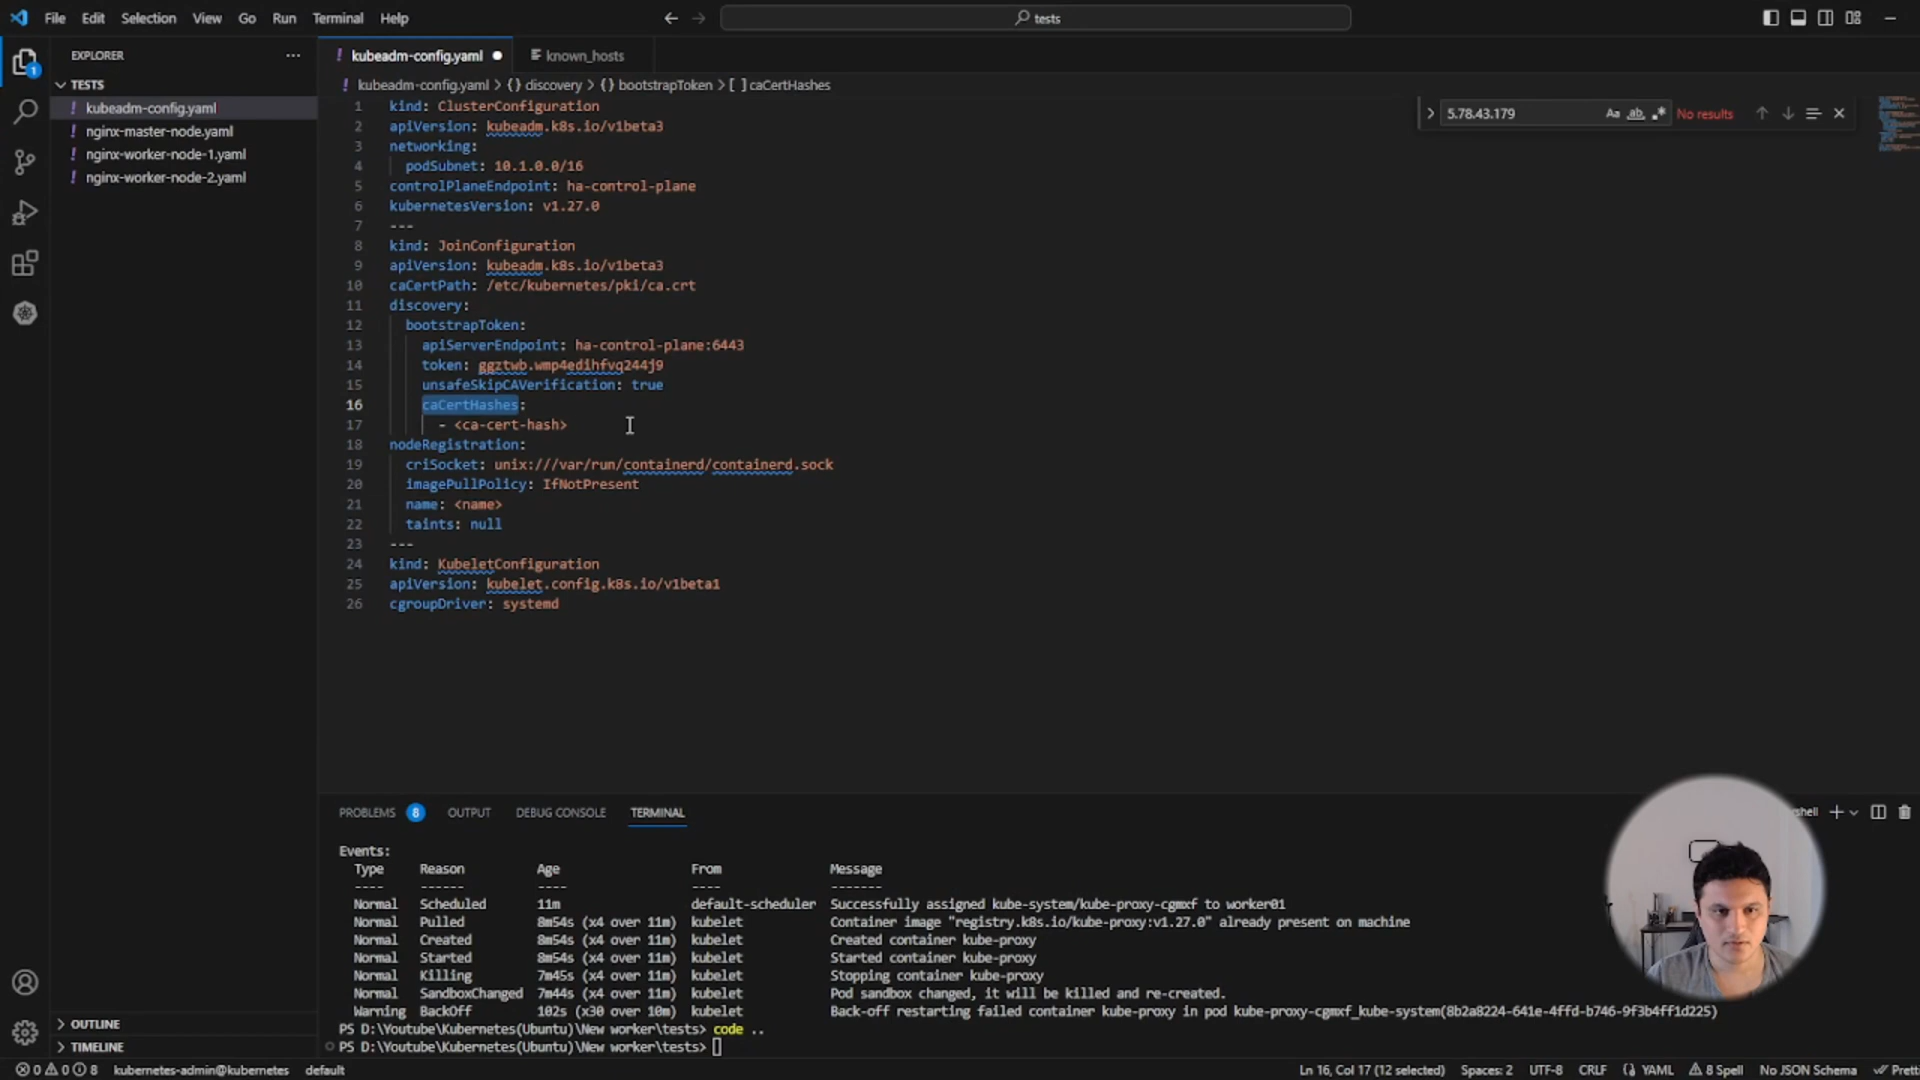 File Edit Selection View Go Run Terminal Help
tests
EXPLORER
TESTS
kubeadm-config.yaml
nginx-master-node.yaml
nginx-worker-node-1.yaml
nginx-worker-node-2.yaml
OUTLINE
TIMELINE
1
! kubeadm-config.yaml
known_hosts
! kubeadm-config.yaml > {} discovery > {} bootstrapToken > [ ] caCertHashes
5.78.43.179 Aa ab No results
1 kind: ClusterConfiguration
2 apiVersion: kubeadm.k8s.io/v1beta3
3 networking:
4 podSubnet: 10.1.0.0/16
5 controlPlaneEndpoint: ha-control-plane
6 kubernetesVersion: v1.27.0
7 ---
8 kind: JoinConfiguration
9 apiVersion: kubeadm.k8s.io/v1beta3
10 caCertPath: /etc/kubernetes/pki/ca.crt
11 discovery:
12 bootstrapToken:
13 apiServerEndpoint: ha-control-plane:6443
14 token: ggztwb.wmp4edihfvq244j9
15 unsafeSkipCAVerification: true
16 caCertHashes:
17 - <ca-cert-hash>
18 nodeRegistration:
19 criSocket: unix:///var/run/containerd/containerd.sock
20 imagePullPolicy: IfNotPresent
21 name: <name>
22 taints: null
23 ---
24 kind: KubeletConfiguration
25 apiVersion: kubelet.config.k8s.io/v1beta1
26 cgroupDriver: systemd
PROBLEMS 8 OUTPUT DEBUG CONSOLE TERMINAL
Events:
Type Reason Age From Message
---- ------ ---- ---- -------
Normal Scheduled 11m default-scheduler Successfully assigned kube-system/kube-proxy-cgmxf to worker01
Normal Pulled 8m54s (x4 over 11m) kubelet Container image "registry.k8s.io/kube-proxy:v1.27.0" already present on machine
Normal Created 8m54s (x4 over 11m) kubelet Created container kube-proxy
Normal Started 8m54s (x4 over 11m) kubelet Started container kube-proxy
Normal Killing 7m45s (x4 over 11m) kubelet Stopping container kube-proxy
Normal SandboxChanged 7m44s (x4 over 11m) kubelet Pod sandbox changed, it will be killed and re-created.
Warning BackOff 102s (x30 over 10m) kubelet Back-off restarting failed container kube-proxy in pod kube-proxy-cgmxf_kube-system(8b2a8224-641e-4ffd-b746-9f3b4ff1d225)
PS D:\Youtube\Kubernetes(Ubuntu)\New worker\tests> code ..
PS D:\Youtube\Kubernetes(Ubuntu)\New worker\tests>
0 0 8 kubernetes-admin@kubernetes default Ln 16, Col 17 (12 selected) Spaces: 2 UTF-8 CRLF {} YAML 8 Spell No JSON Schema